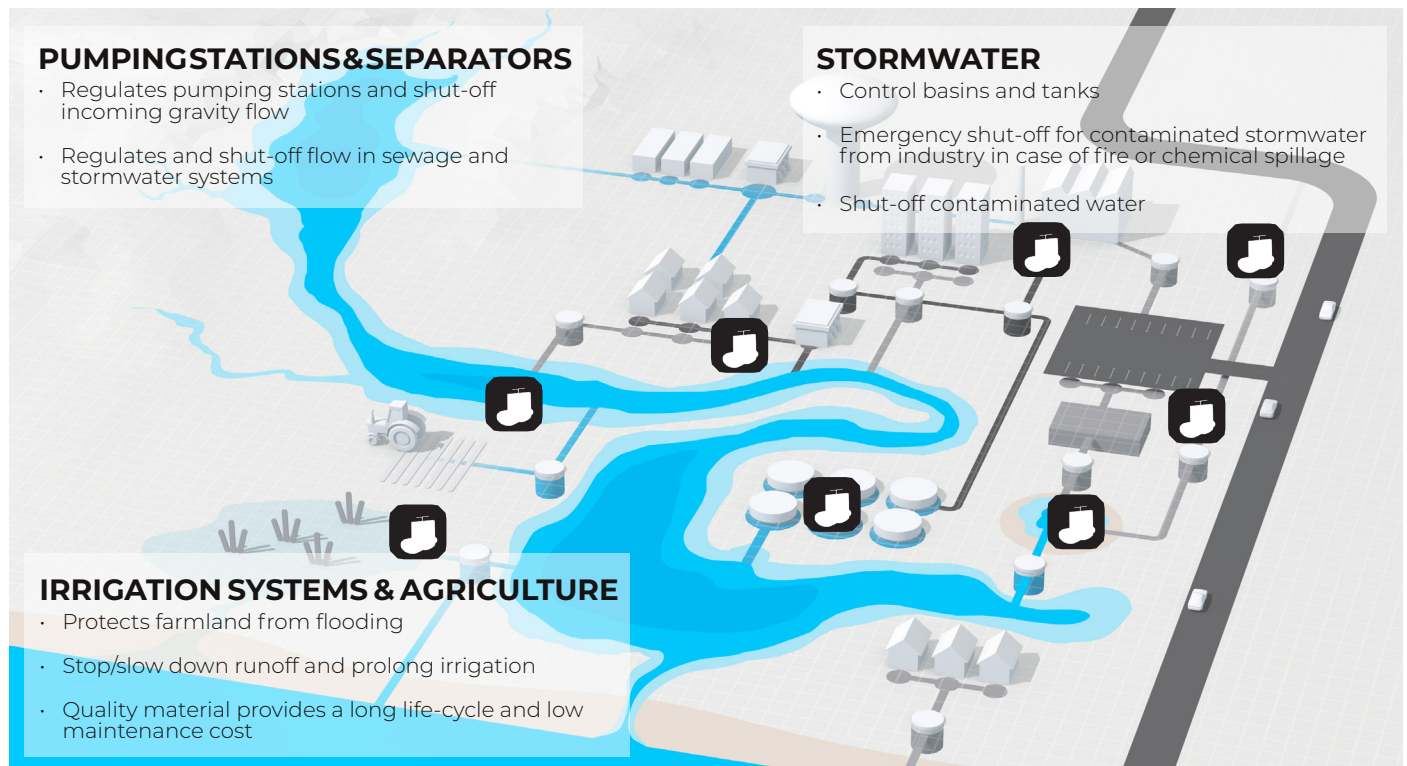 PUMPING STATIONS & SEPARATORS
• Regulates pumping stations and shut-off
incoming gravity flow
• Regulates and shut-off flow in sewage and
stormwater systems
STORMWATER
• Control basins and tanks
• Emergency shut-off for contaminated stormwater
from industry in case of fire or chemical spillage
• Shut-off contaminated water
IRRIGATION SYSTEMS & AGRICULTURE
• Protects farmland from flooding
• Stop/slow down runoff and prolong irrigation
• Quality material provides a long life-cycle and low
maintenance cost